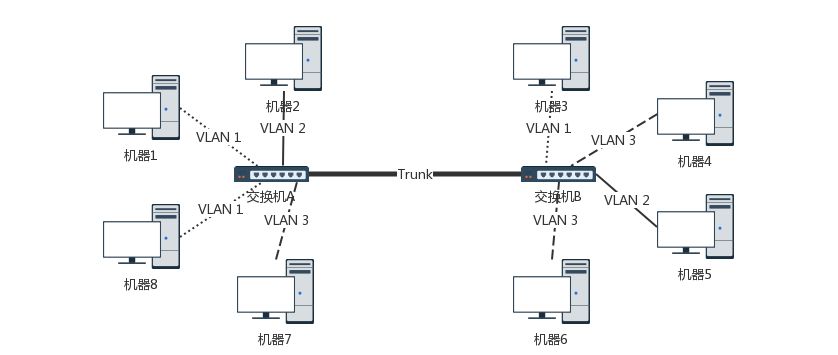 机器2
机器3
VLAN 1
VLAN 2
VLAN 1
VLAN 3
机器1
机器4
Trunk
交换机A
交换机B
VLAN 1
VLAN 3
VLAN 3
VLAN 2
机器8
机器5
机器7
机器6